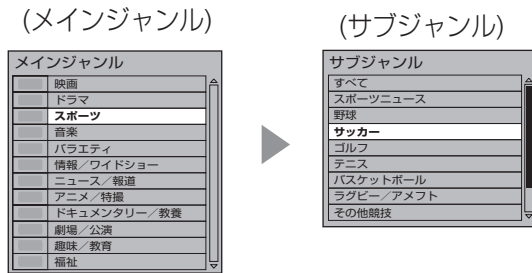 (メインジャンル)
メインジャンル
映画
ドラマ
スポーツ
音楽
バラエティ
情報／ワイドショー
ニュース／報道
アニメ／特撮
ドキュメンタリー／教養
劇場／公演
趣味／教育
福祉
(サブジャンル)
サブジャンル
すべて
スポーツニュース
野球
サッカー
ゴルフ
テニス
バスケットボール
ラグビー／アメフト
その他競技